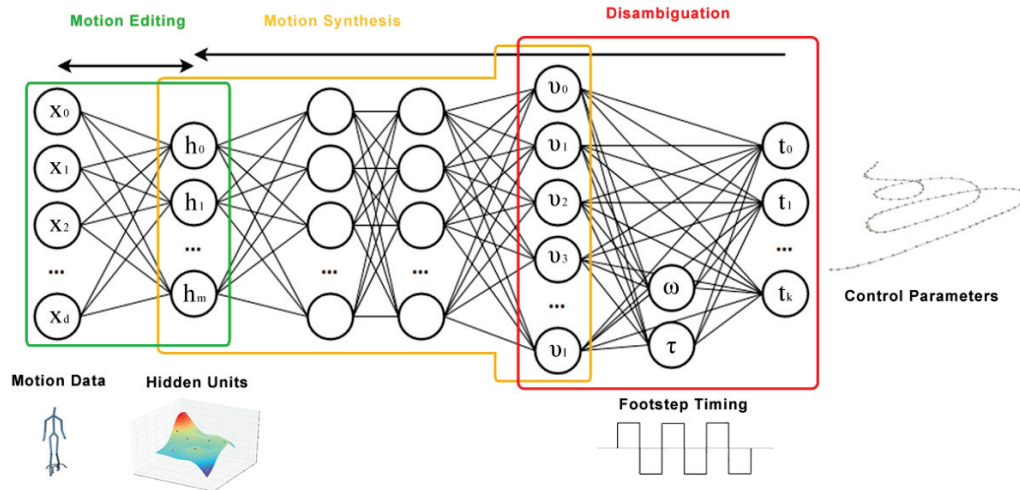 Motion Editing
Motion Synthesis
Disambiguation
x0
x1
x2
...
xd
h0
h1
...
hm
...
...
υ0
υ1
υ2
υ3
...
υl
ω
τ
t0
t1
...
tk
Control Parameters
Motion Data
Hidden Units
Footstep Timing